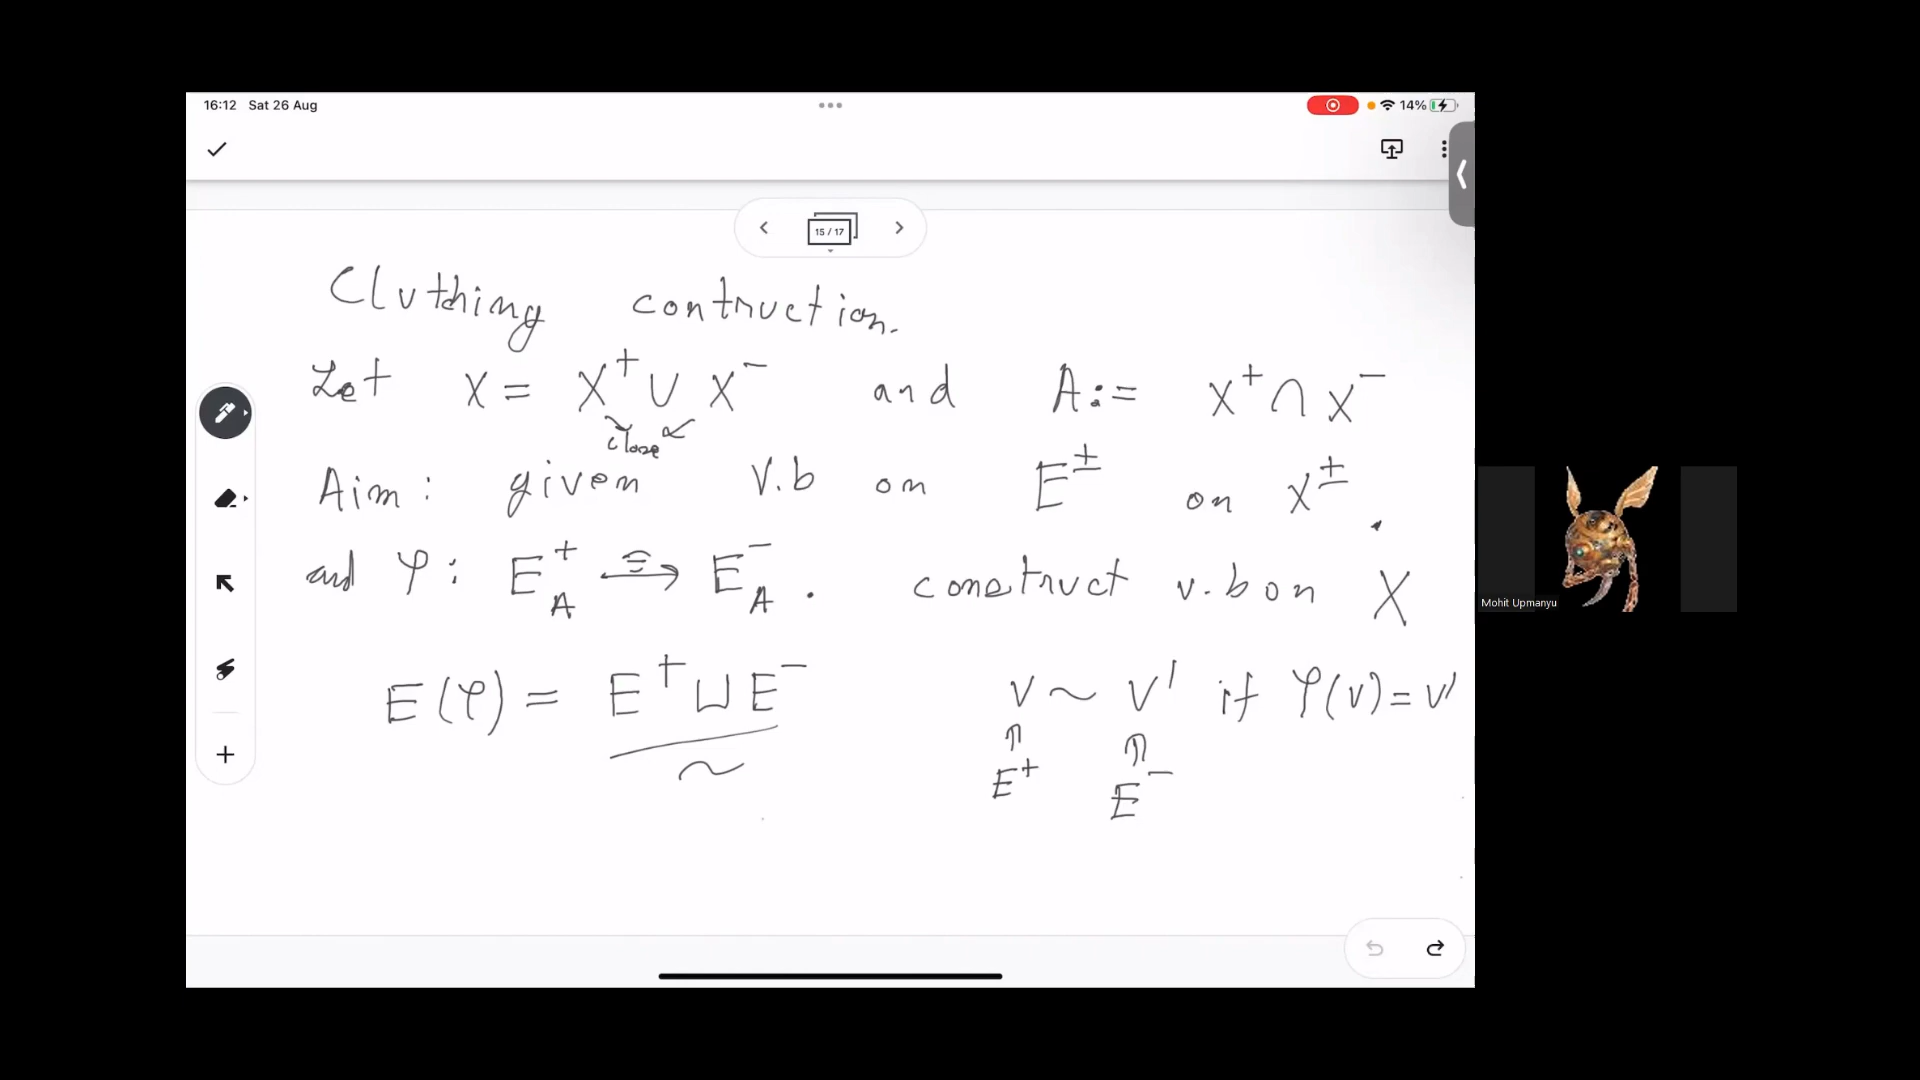 16:12 Sat 26 Aug
14%
15 / 17
Cluthing contruction.
Let X = X⁺ ∪ X⁻ and A := X⁺ ∩ X⁻
close
Aim : given V.b on E^± on X^±.
and φ : E⁺_A ≅→ E⁻_A . construct v.b on X
E(φ) = E⁺ ⊔ E⁻ / ~ v ~ v' if φ(v) = v'
E⁺ E⁻
Mohit Upmanyu